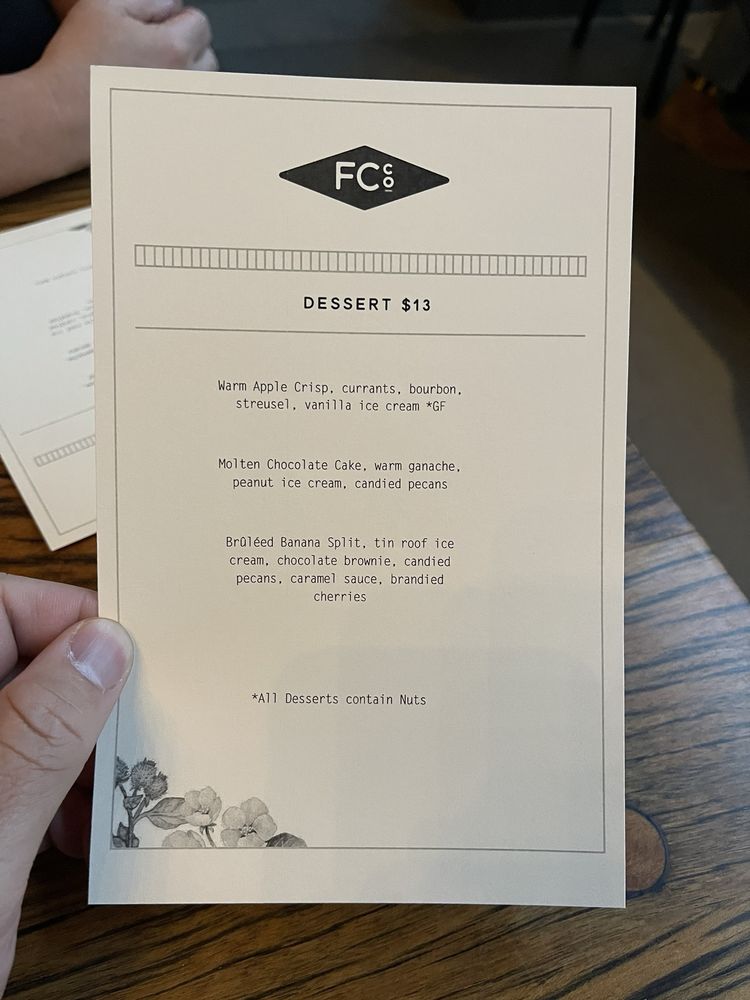 FC CO
DESSERT $13
Warm Apple Crisp, currants, bourbon,
streusel, vanilla ice cream *GF
Molten Chocolate Cake, warm ganache,
peanut ice cream, candied pecans
Brûléed Banana Split, tin roof ice
cream, chocolate brownie, candied
pecans, caramel sauce, brandied
cherries
*All Desserts contain Nuts